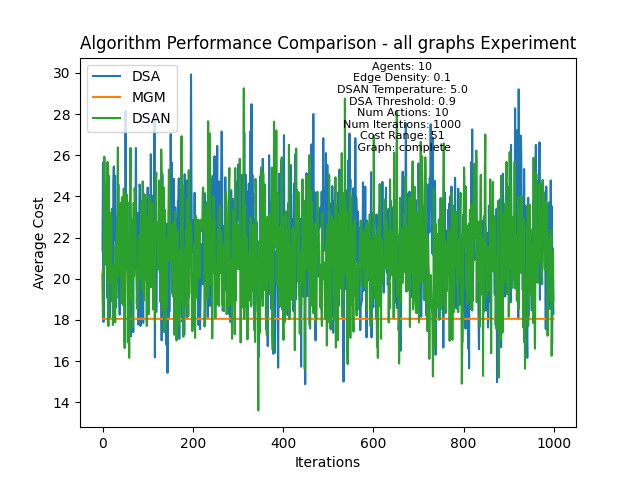 Algorithm Performance Comparison - all graphs Experiment
DSA
MGM
DSAN
Agents: 10
Edge Density: 0.1
DSAN Temperature: 5.0
DSA Threshold: 0.9
Num Actions: 10
Num Iterations: 1000
Cost Range: 51
Graph: complete
Average Cost
30
28
26
24
22
20
18
16
14
0
200
400
600
800
1000
Iterations